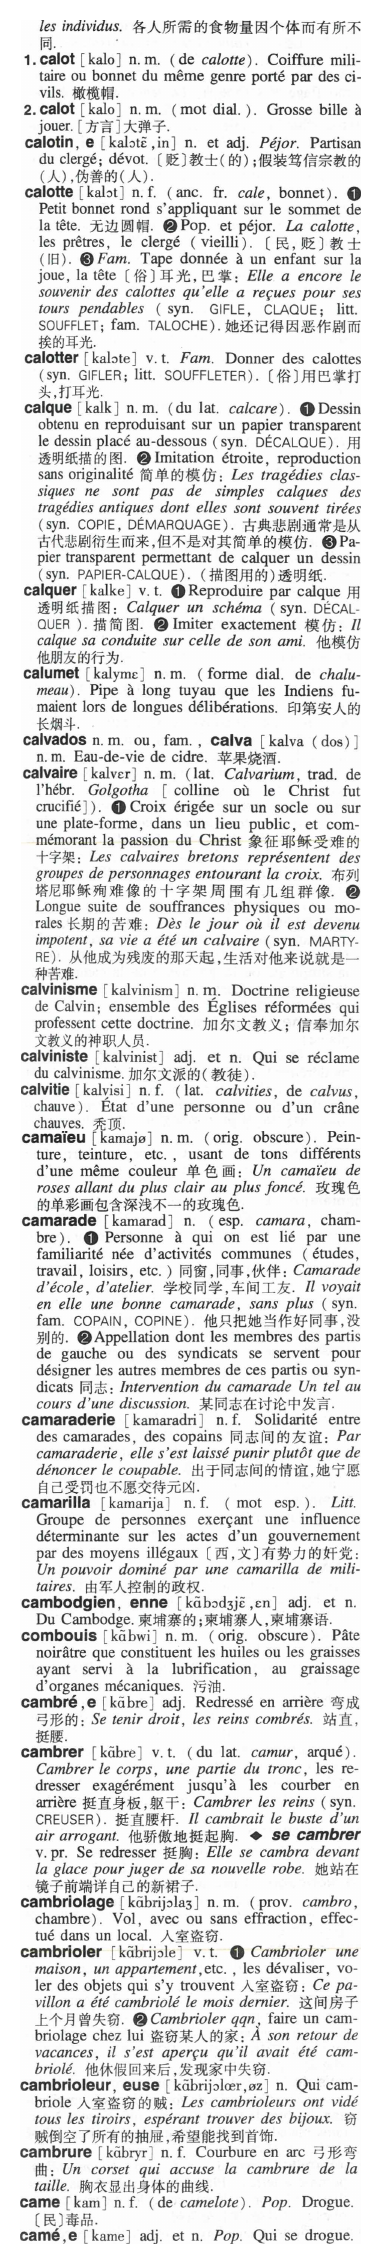 les individus. 各人所需的食物量因个体而有所不
同.
1. calot [kalo] n. m. (de calotte). Coiffure mili-
taire ou bonnet du même genre porté par des ci-
vils. 橄榄帽.
2. calot [kalo] n. m. (mot dial.). Grosse bille à
jouer. [方言]大弹子.
calotin, e [kalɔtɛ̃, in] n. et adj. Péjor. Partisan
du clergé; dévot. 〔贬〕教士(的);假装笃信宗教的
(人),伪善的(人).
calotte [kalɔt] n. f. (anc. fr. cale, bonnet). ❶
Petit bonnet rond s'appliquant sur le sommet de
la tête. 无边圆帽. ❷ Pop. et péjor. La calotte,
les prêtres, le clergé (vieilli). 〔民, 贬〕教士
(旧). ❸ Fam. Tape donnée à un enfant sur la
joue, la tête 〔俗〕耳光,巴掌: Elle a encore le
souvenir des calottes qu'elle a reçues pour ses
tours pendables (syn. GIFLE, CLAQUE; litt.
SOUFFLET; fam. TALOCHE). 她还记得因恶作剧而
挨的耳光.
calotter [kalɔte] v. t. Fam. Donner des calottes
(syn. GIFLER; litt. SOUFFLETER). 〔俗〕用巴掌打
头,打耳光.
calque [kalk] n. m. (du lat. calcare). ❶ Dessin
obtenu en reproduisant sur un papier transparent
le dessin placé au-dessous (syn. DÉCALQUE). 用
透明纸描的图. ❷ Imitation étroite, reproduction
sans originalité 简单的模仿: Les tragédies clas-
siques ne sont pas de simples calques des
tragédies antiques dont elles sont souvent tirées
(syn. COPIE, DÉMARQUAGE). 古典悲剧通常是从
古代悲剧衍生而来,但不是对其简单的模仿. ❸ Pa-
pier transparent permettant de calquer un dessin
(syn. PAPIER-CALQUE). (描图用的)透明纸.
calquer [kalke] v. t. ❶ Reproduire par calque 用
透明纸描图: Calquer un schéma (syn. DÉCAL-
QUER ). 描简图. ❷ Imiter exactement 模仿: Il
calque sa conduite sur celle de son ami. 他模仿
他朋友的行为.
calumet [kalymɛ] n. m. (forme dial. de chalu-
meau). Pipe à long tuyau que les Indiens fu-
maient lors de longues délibérations. 印第安人的
长烟斗.
calvados n. m. ou, fam. , calva [kalva (dos)]
n. m. Eau-de-vie de cidre. 苹果烧酒.
calvaire [kalvɛr] n. m. (lat. Calvarium, trad. de
l'hébr. Golgotha [colline où le Christ fut
crucifié]). ❶ Croix érigée sur un socle ou sur
une plate-forme, dans un lieu public, et com-
mémorant la passion du Christ 象征耶稣受难的
十字架: Les calvaires bretons représentent des
groupes de personnages entourant la croix. 布列
塔尼耶稣殉难像的十字架周围有几组群像. ❷
Longue suite de souffrances physiques ou mo-
rales 长期的苦难: Dès le jour où il est devenu
impotent, sa vie a été un calvaire (syn. MARTY-
RE). 从他成为残废的那天起,生活对他来说就是一
种苦难.
calvinisme [kalvinism] n. m. Doctrine religieuse
de Calvin; ensemble des Églises réformées qui
professent cette doctrine. 加尔文教义; 信奉加尔
文教义的神职人员.
calviniste [kalvinist] adj. et n. Qui se réclame
du calvinisme. 加尔文派的(教徒).
calvitie [kalvisi] n. f. (lat. calvities, de calvus,
chauve). État d'une personne ou d'un crâne
chauves. 秃顶.
camaïeu [kamajø] n. m. (orig. obscure). Pein-
ture, teinture, etc. , usant de tons différents
d'une même couleur 单色画: Un camaïeu de
roses allant du plus clair au plus foncé. 玫瑰色
的单彩画包含深浅不一的玫瑰色.
camarade [kamarad] n. (esp. camara, cham-
bre). ❶ Personne à qui on est lié par une
familiarité née d'activités communes (études,
travail, loisirs, etc. ) 同窗,同事,伙伴: Camarade
d'école, d'atelier. 学校同学,车间工友. Il voyait
en elle une bonne camarade, sans plus (syn.
fam. COPAIN, COPINE). 他只把她当作好同事,没
别的. ❷ Appellation dont les membres des partis
de gauche ou des syndicats se servent pour
désigner les autres membres de ces partis ou syn-
dicats 同志: Intervention du camarade Un tel au
cours d'une discussion. 某同志在讨论中发言.
camaraderie [kamaradri] n. f. Solidarité entre
des camarades, des copains 同志间的友谊: Par
camaraderie, elle s'est laissé punir plutôt que de
dénoncer le coupable. 出于同志间的情谊,她宁愿
自己受罚也不愿交待元凶.
camarilla [kamarija] n. f. (mot esp.). Litt.
Groupe de personnes exerçant une influence
déterminante sur les actes d'un gouvernement
par des moyens illégaux 〔西,文〕有势力的奸党:
Un pouvoir dominé par une camarilla de mili-
taires. 由军人控制的政权.
cambodgien, enne [kɑ̃bɔdʒjɛ̃, ɛn] adj. et n.
Du Cambodge. 柬埔寨的;柬埔寨人,柬埔寨语.
combouis [kɑ̃bwi] n. m. (orig. obscure). Pâte
noirâtre que constituent les huiles ou les graisses
ayant servi à la lubrification, au graissage
d'organes mécaniques. 污油.
cambré, e [kɑ̃bre] adj. Redressé en arrière 弯成
弓形的: Se tenir droit, les reins combrés. 站直,
挺腰.
cambrer [kɑ̃bre] v. t. (du lat. camur, arqué).
Cambrer le corps, une partie du tronc, les re-
dresser exagérément jusqu'à les courber en
arrière 挺直身板,躯干: Cambrer les reins (syn.
CREUSER). 挺直腰杆. Il cambrait le buste d'un
air arrogant. 他骄傲地挺起胸. ◆ se cambrer
v. pr. Se redresser 挺胸: Elle se cambra devant
la glace pour juger de sa nouvelle robe. 她站在
镜子前端详自己的新裙子.
cambriolage [kɑ̃brijɔlaʒ] n. m. (prov. cambro,
chambre). Vol, avec ou sans effraction, effec-
tué dans un local. 入室盗窃.
cambrioler [kɑ̃brijɔle] v. t. ❶ Cambrioler une
maison, un appartement,etc. , les dévaliser, vo-
ler des objets qui s'y trouvent 入室盗窃: Ce pa-
villon a été cambriolé le mois dernier. 这间房子
上个月曾失窃. ❷ Cambrioler qqn, faire un cam-
briolage chez lui 盗窃某人的家: À son retour de
vacances, il s'est aperçu qu'il avait été cam-
briolé. 他休假回来后,发现家中失窃.
cambrioleur, euse [kɑ̃brijɔlœr, øz] n. Qui cam-
briole 入室盗窃的贼: Les cambrioleurs ont vidé
tous les tiroirs, espérant trouver des bijoux. 窃
贼倒空了所有的抽屉,希望能找到首饰.
cambrure [kɑ̃bryr] n. f. Courbure en arc 弓形弯
曲: Un corset qui accuse la cambrure de la
taille. 胸衣显出身体的曲线.
came [kam] n. f. (de camelote). Pop. Drogue.
〔民〕毒品.
camé, e [kame] adj. et n. Pop. Qui se drogue.